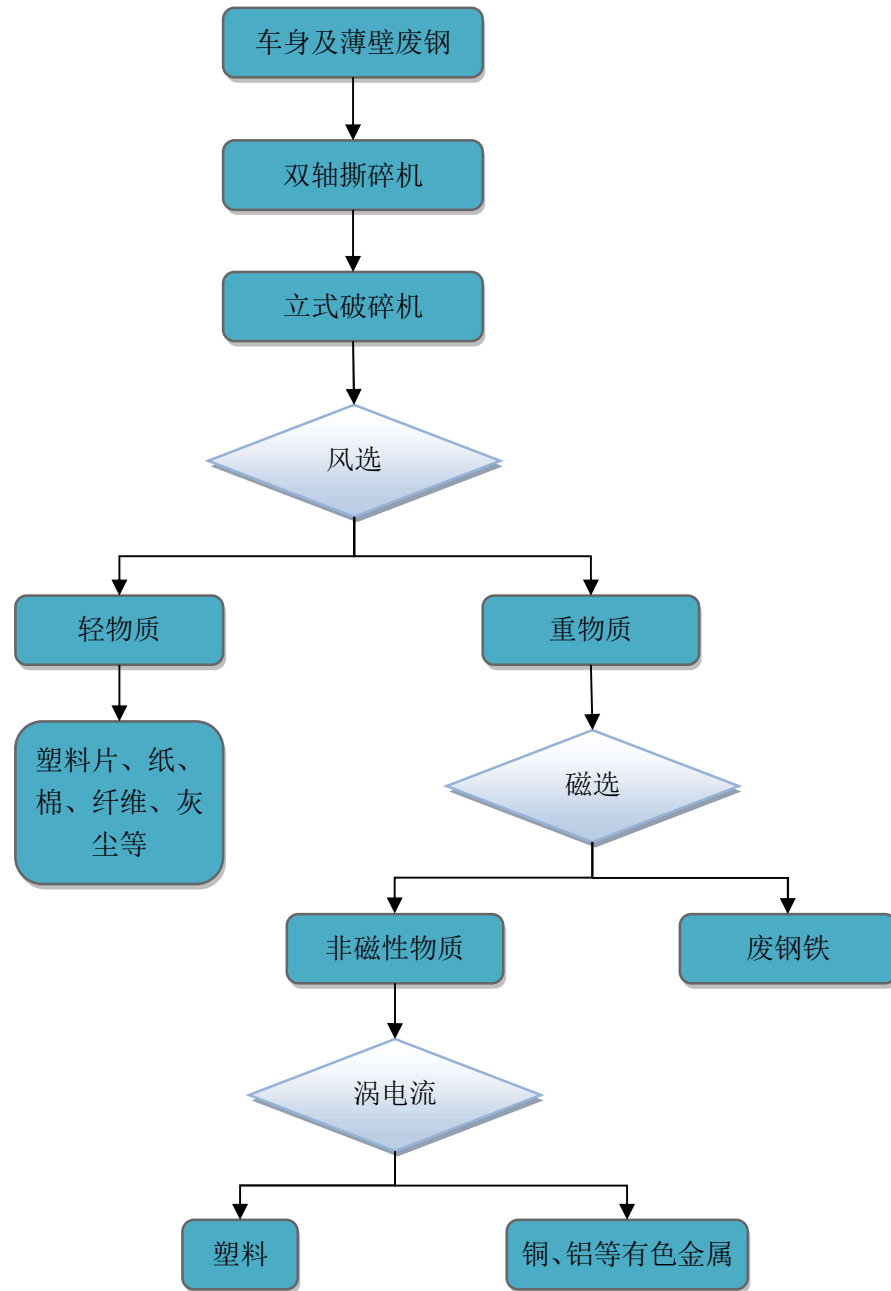 车身及薄壁废钢
双轴撕碎机
立式破碎机
风选
轻物质
重物质
塑料片、纸、
棉、纤维、灰
尘等
磁选
非磁性物质
废钢铁
涡电流
塑料
铜、铝等有色金属